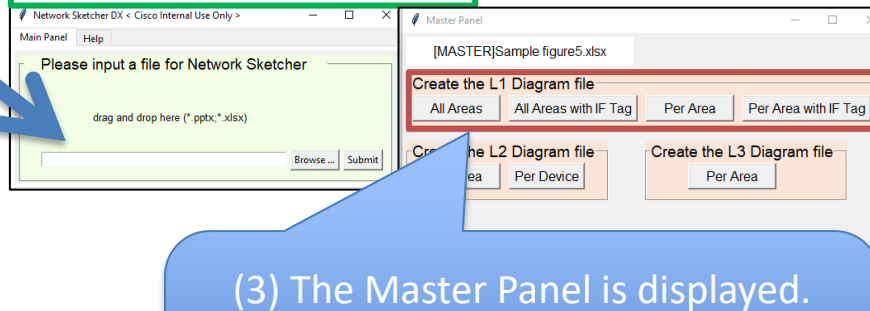 Network Sketcher DX < Cisco Internal Use Only >
Main Panel Help
Please input a file for Network Sketcher
drag and drop here (*.pptx;*.xlsx)
Browse ... Submit
Master Panel
[MASTER]Sample figure5.xlsx
Create the L1 Diagram file
All Areas All Areas with IF Tag Per Area Per Area with IF Tag
he L2 Diagram file
Per Device
Create the L3 Diagram file
Per Area
(3) The Master Panel is displayed.